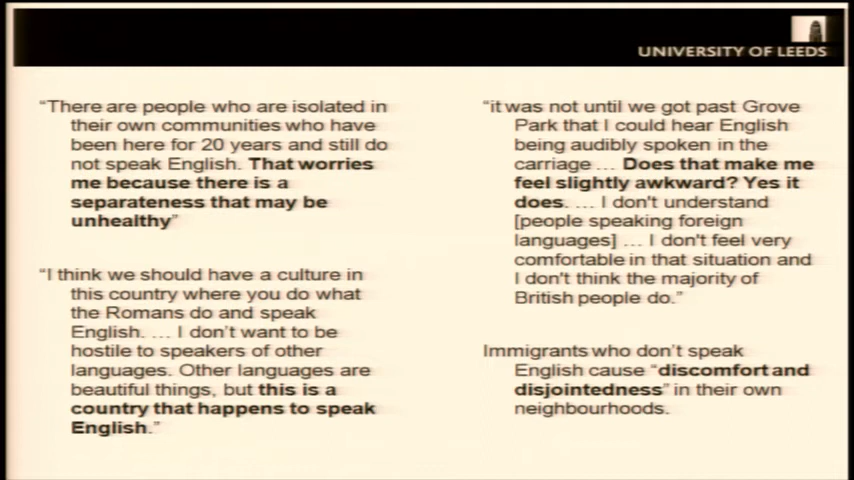 UNIVERSITY OF LEEDS
“There are people who are isolated in
their own communities who have
been here for 20 years and still do
not speak English. That worries
me because there is a
separateness that may be
unhealthy”
“I think we should have a culture in
this country where you do what
the Romans do and speak
English. … I don’t want to be
hostile to speakers of other
languages. Other languages are
beautiful things, but this is a
country that happens to speak
English.”
“it was not until we got past Grove
Park that I could hear English
being audibly spoken in the
carriage … Does that make me
feel slightly awkward? Yes it
does. … I don't understand
[people speaking foreign
languages] … I don't feel very
comfortable in that situation and
I don't think the majority of
British people do.”
Immigrants who don’t speak
English cause “discomfort and
disjointedness” in their own
neighbourhoods.